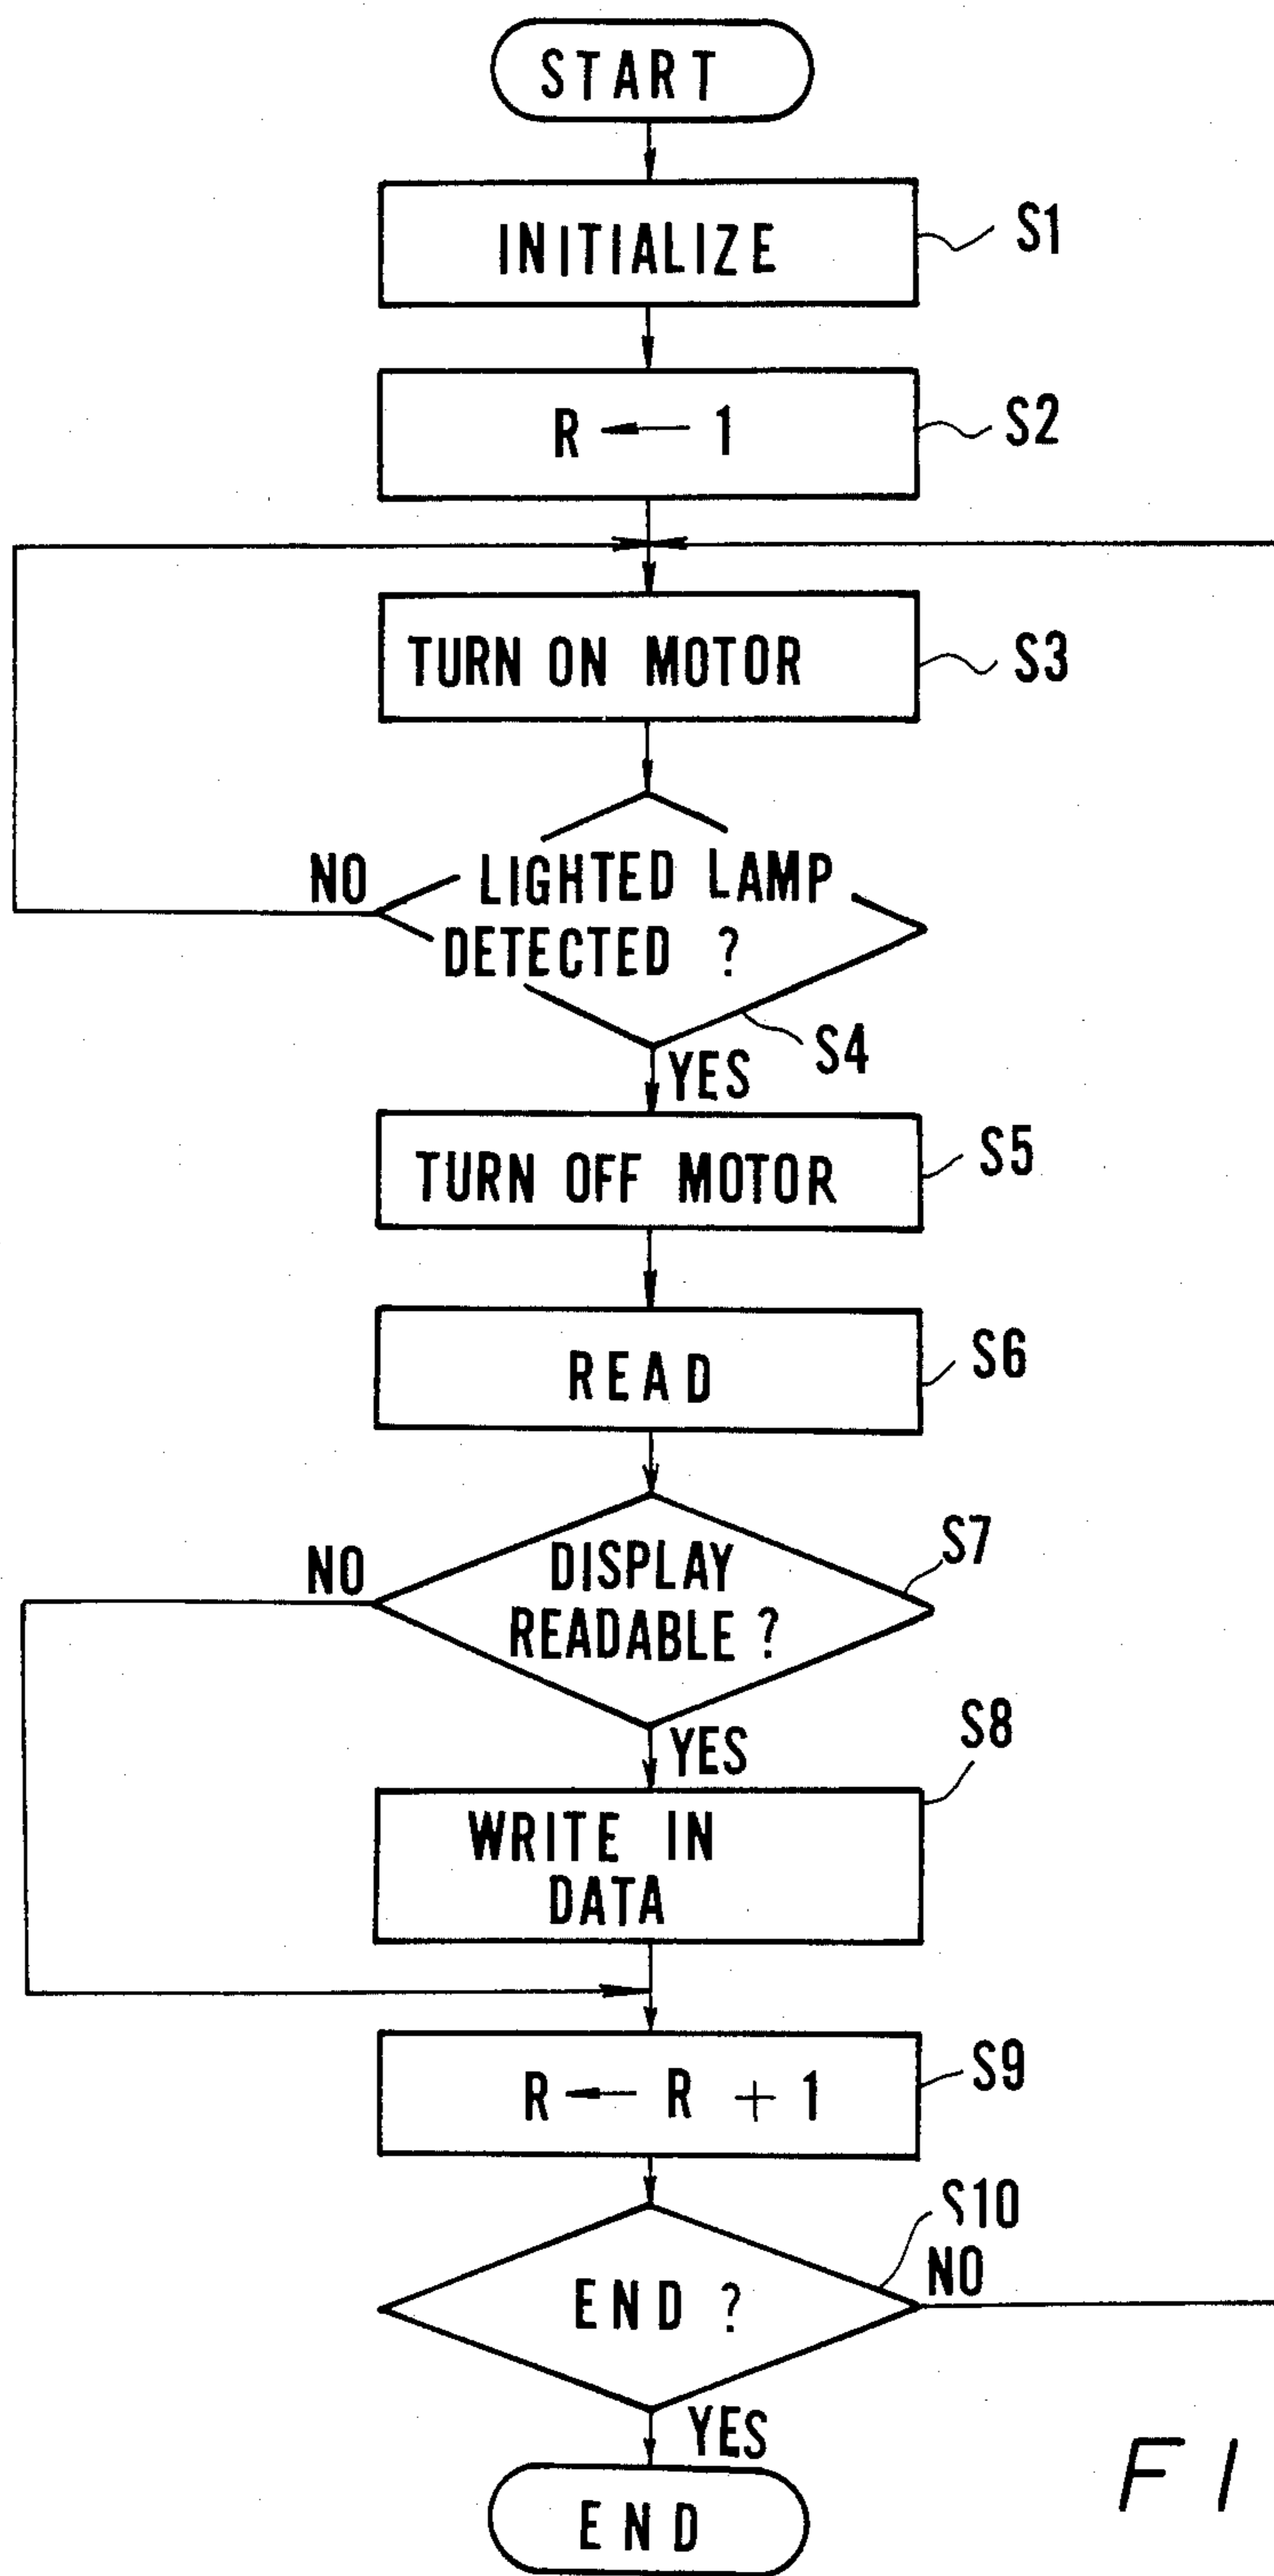 START
INITIALIZE
S1
R ← 1
S2
TURN ON MOTOR
S3
NO
LIGHTED LAMP
DETECTED ?
S4
YES
TURN OFF MOTOR
S5
READ
S6
NO
DISPLAY
READABLE ?
S7
YES
WRITE IN
DATA
S8
R ← R + 1
S9
END ?
S10
NO
YES
END
FI